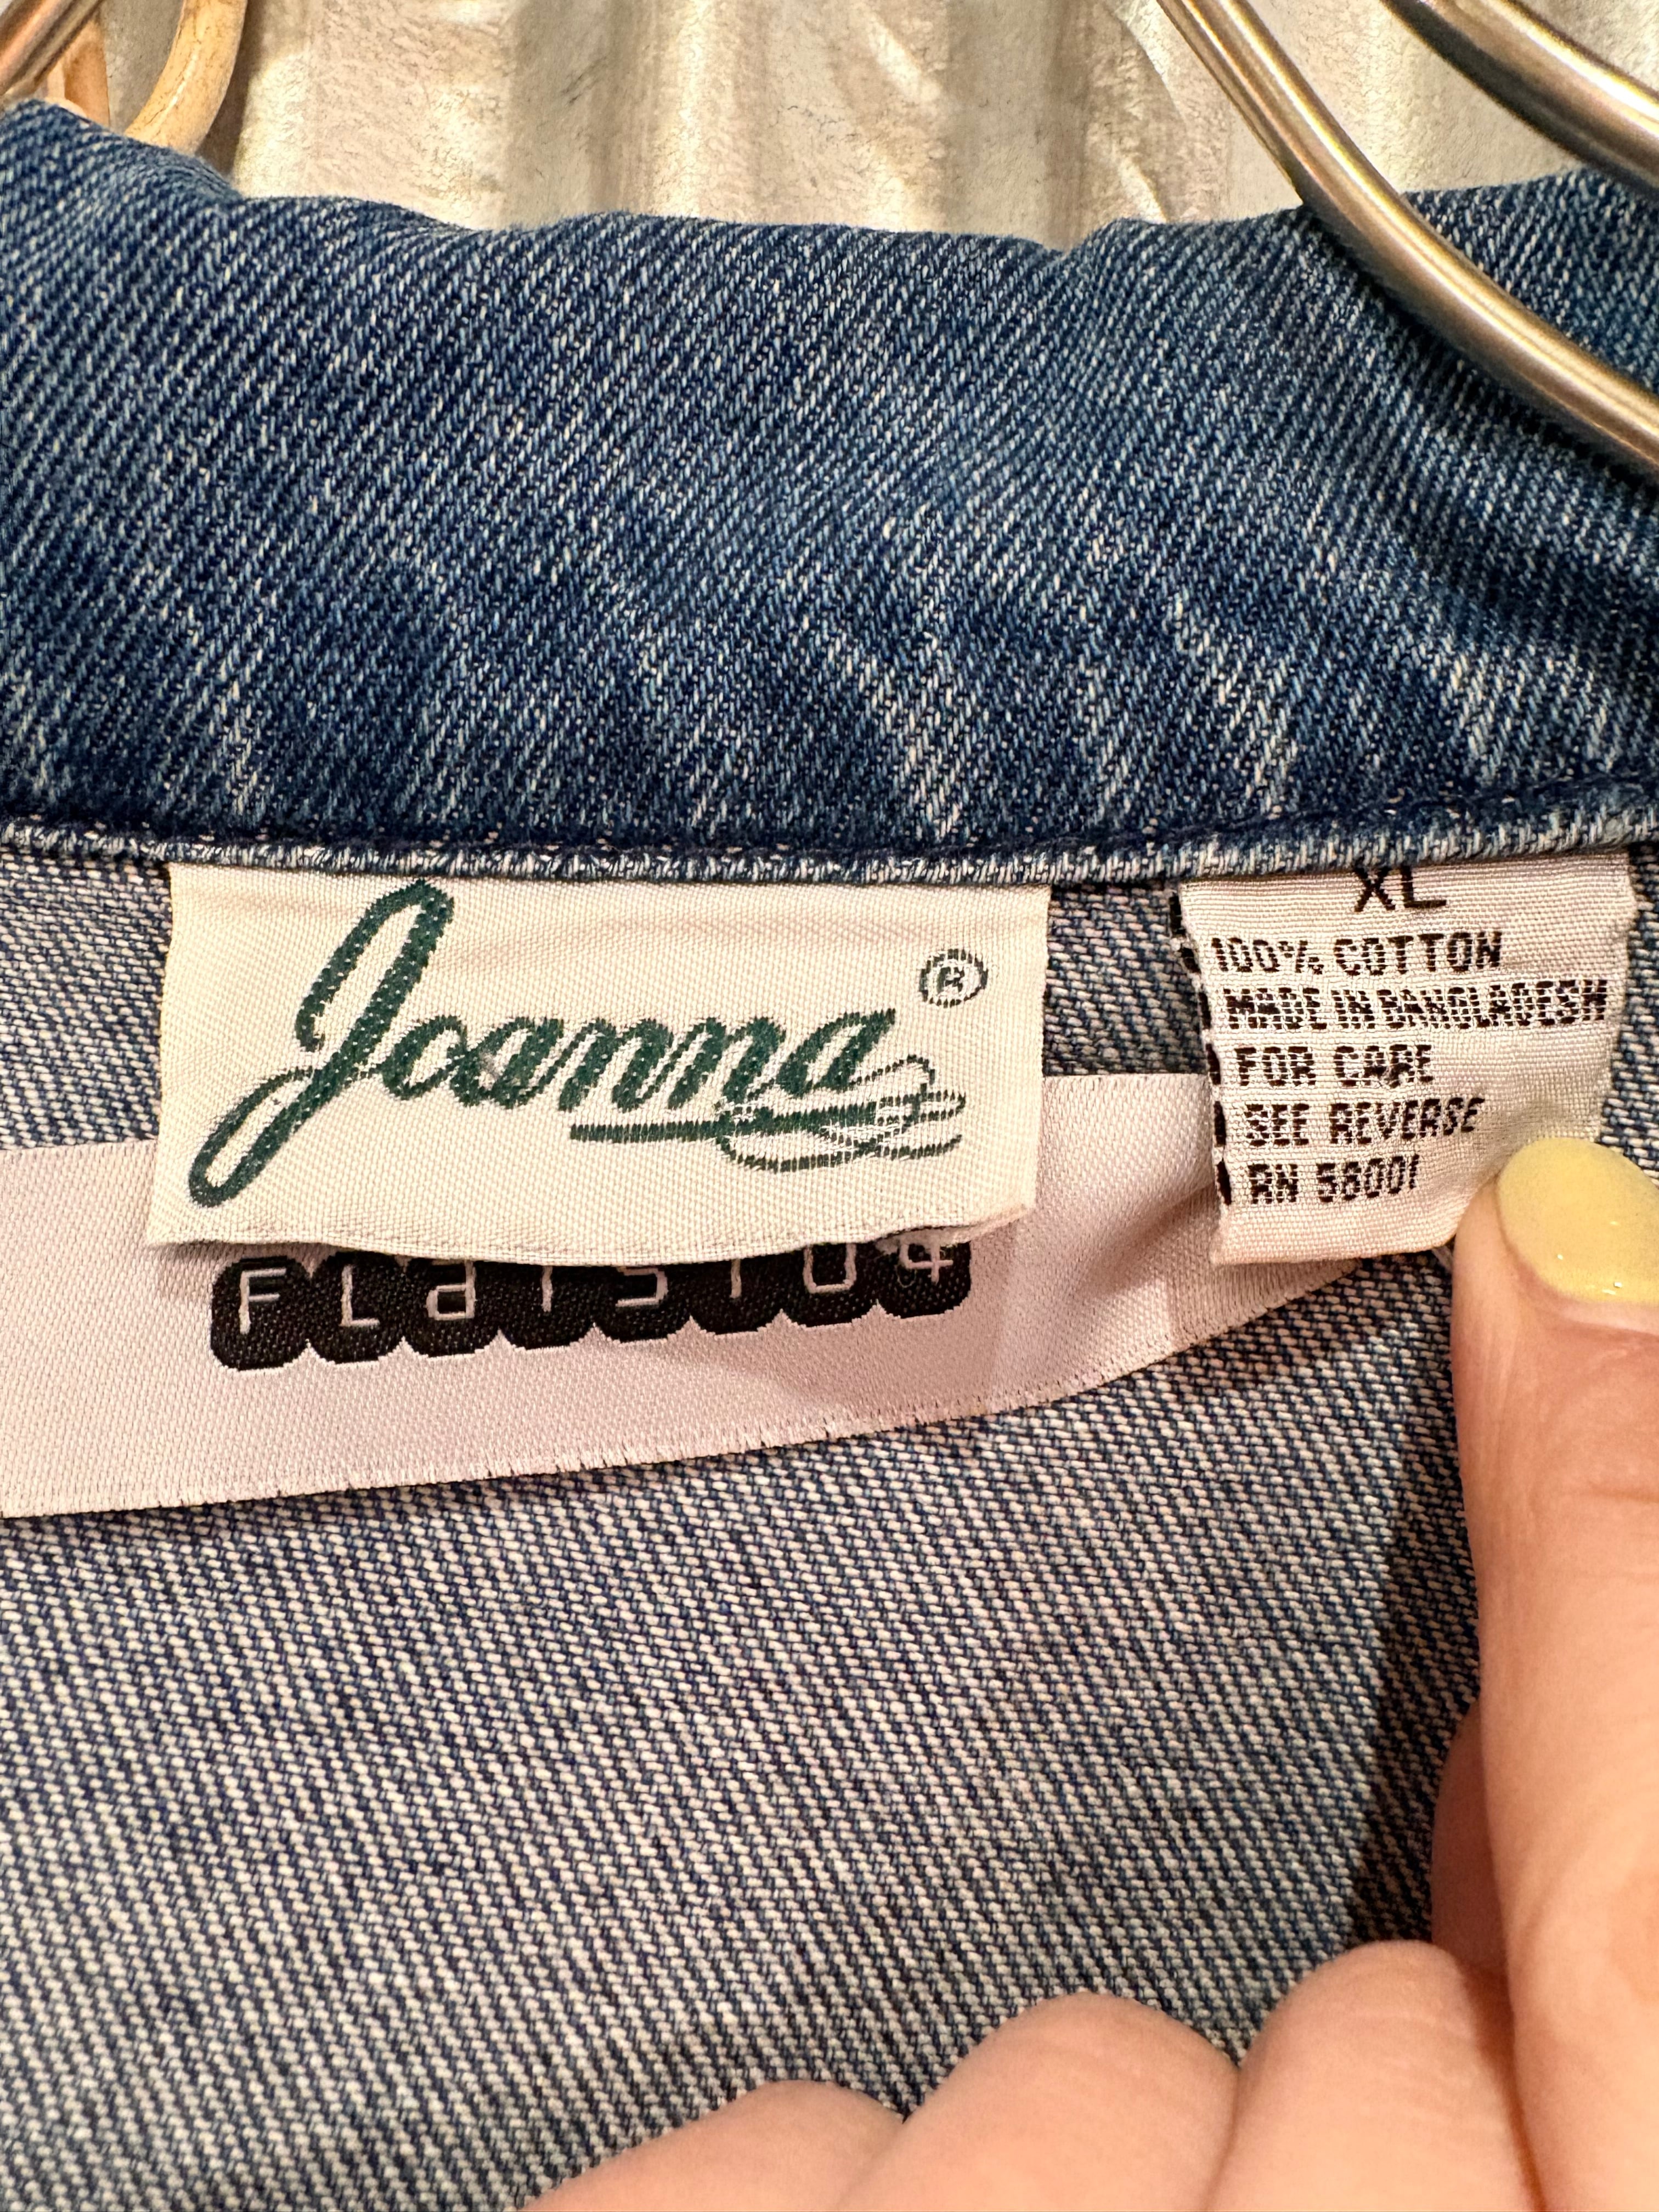 Joanna ®
XL
100% COTTON
MADE IN BANGLADESH
FOR CARE
SEE REVERSE
RN 58001